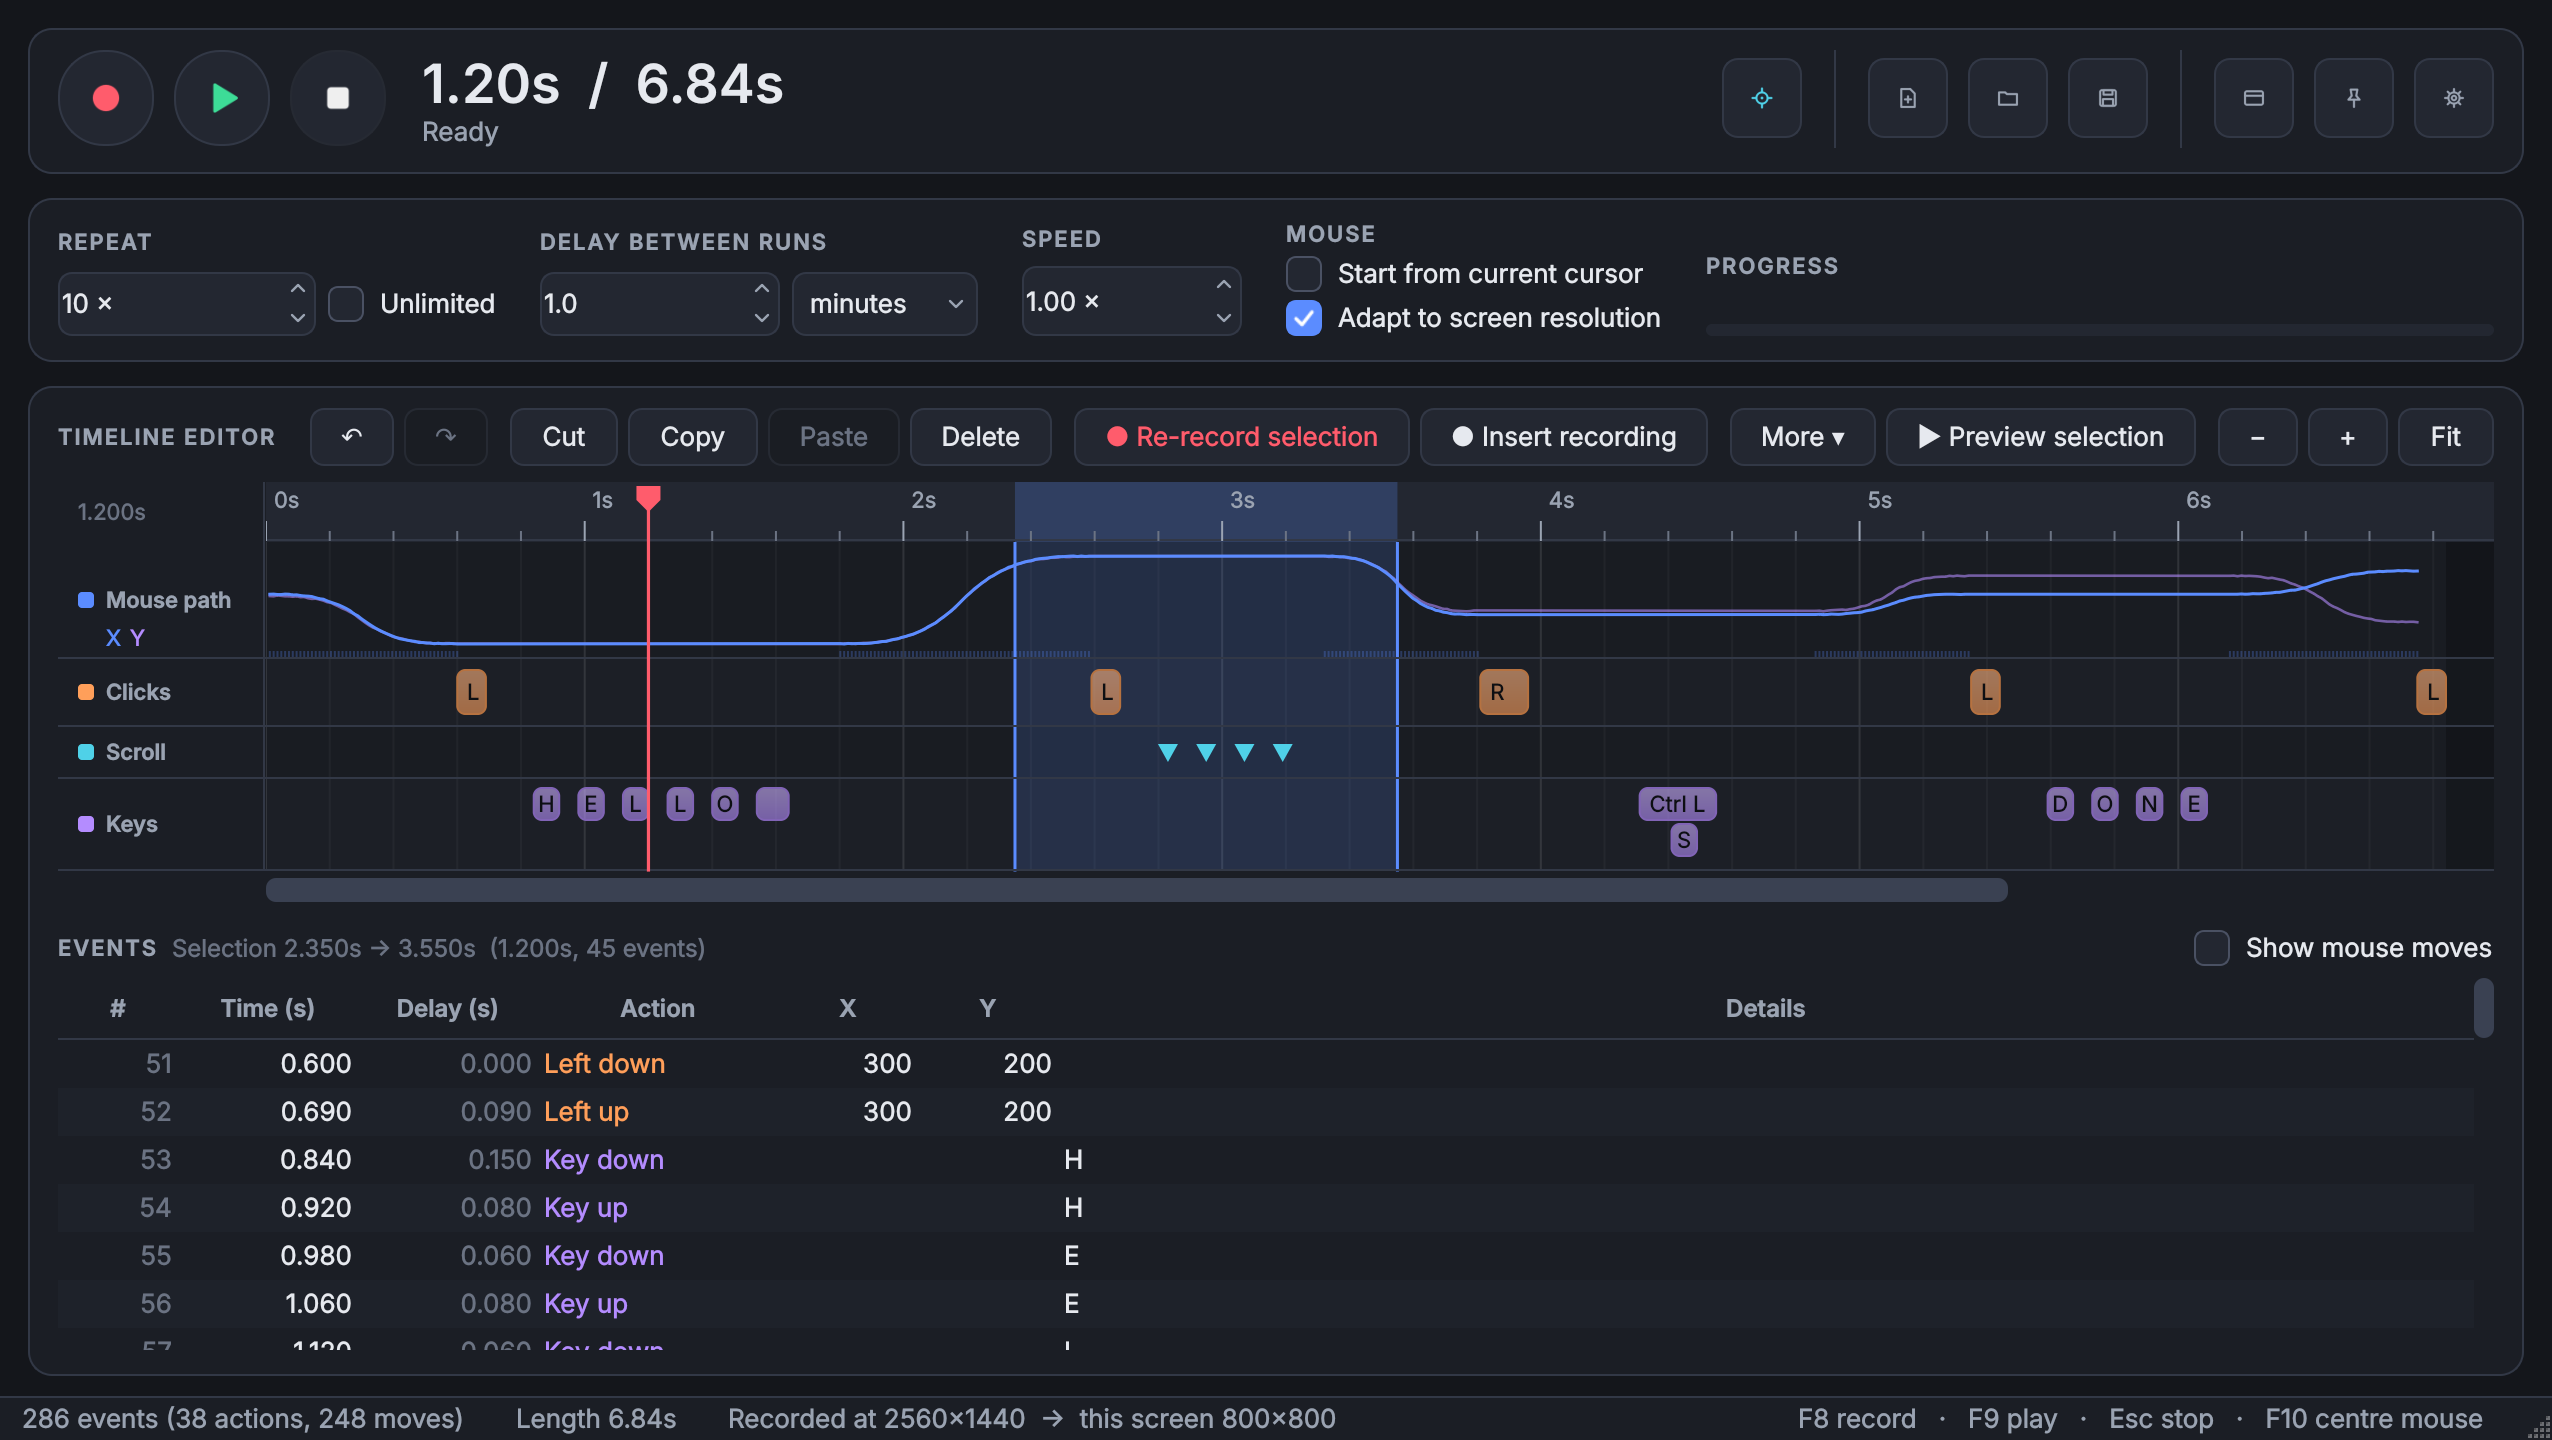 1.20s / 6.84s
Ready
REPEAT
10 ×
Unlimited
DELAY BETWEEN RUNS
1.0
minutes
SPEED
1.00 ×
MOUSE
Start from current cursor
Adapt to screen resolution
PROGRESS
TIMELINE EDITOR
Cut
Copy
Paste
Delete
Re-record selection
Insert recording
More ▾
Preview selection
−
+
Fit
1.200s
0s 1s 2s 3s 4s 5s 6s
Mouse path
X Y
Clicks
L L R L L
Scroll
Keys
H E L L O Ctrl L D O N E
S
EVENTS Selection 2.350s → 3.550s (1.200s, 45 events)
Show mouse moves
# Time (s) Delay (s) Action X Y Details
51 0.600 0.000 Left down 300 200
52 0.690 0.090 Left up 300 200
53 0.840 0.150 Key down H
54 0.920 0.080 Key up H
55 0.980 0.060 Key down E
56 1.060 0.080 Key up E
57 1.120 0.060 Key down L
286 events (38 actions, 248 moves) Length 6.84s Recorded at 2560×1440 → this screen 800×800
F8 record · F9 play · Esc stop · F10 centre mouse